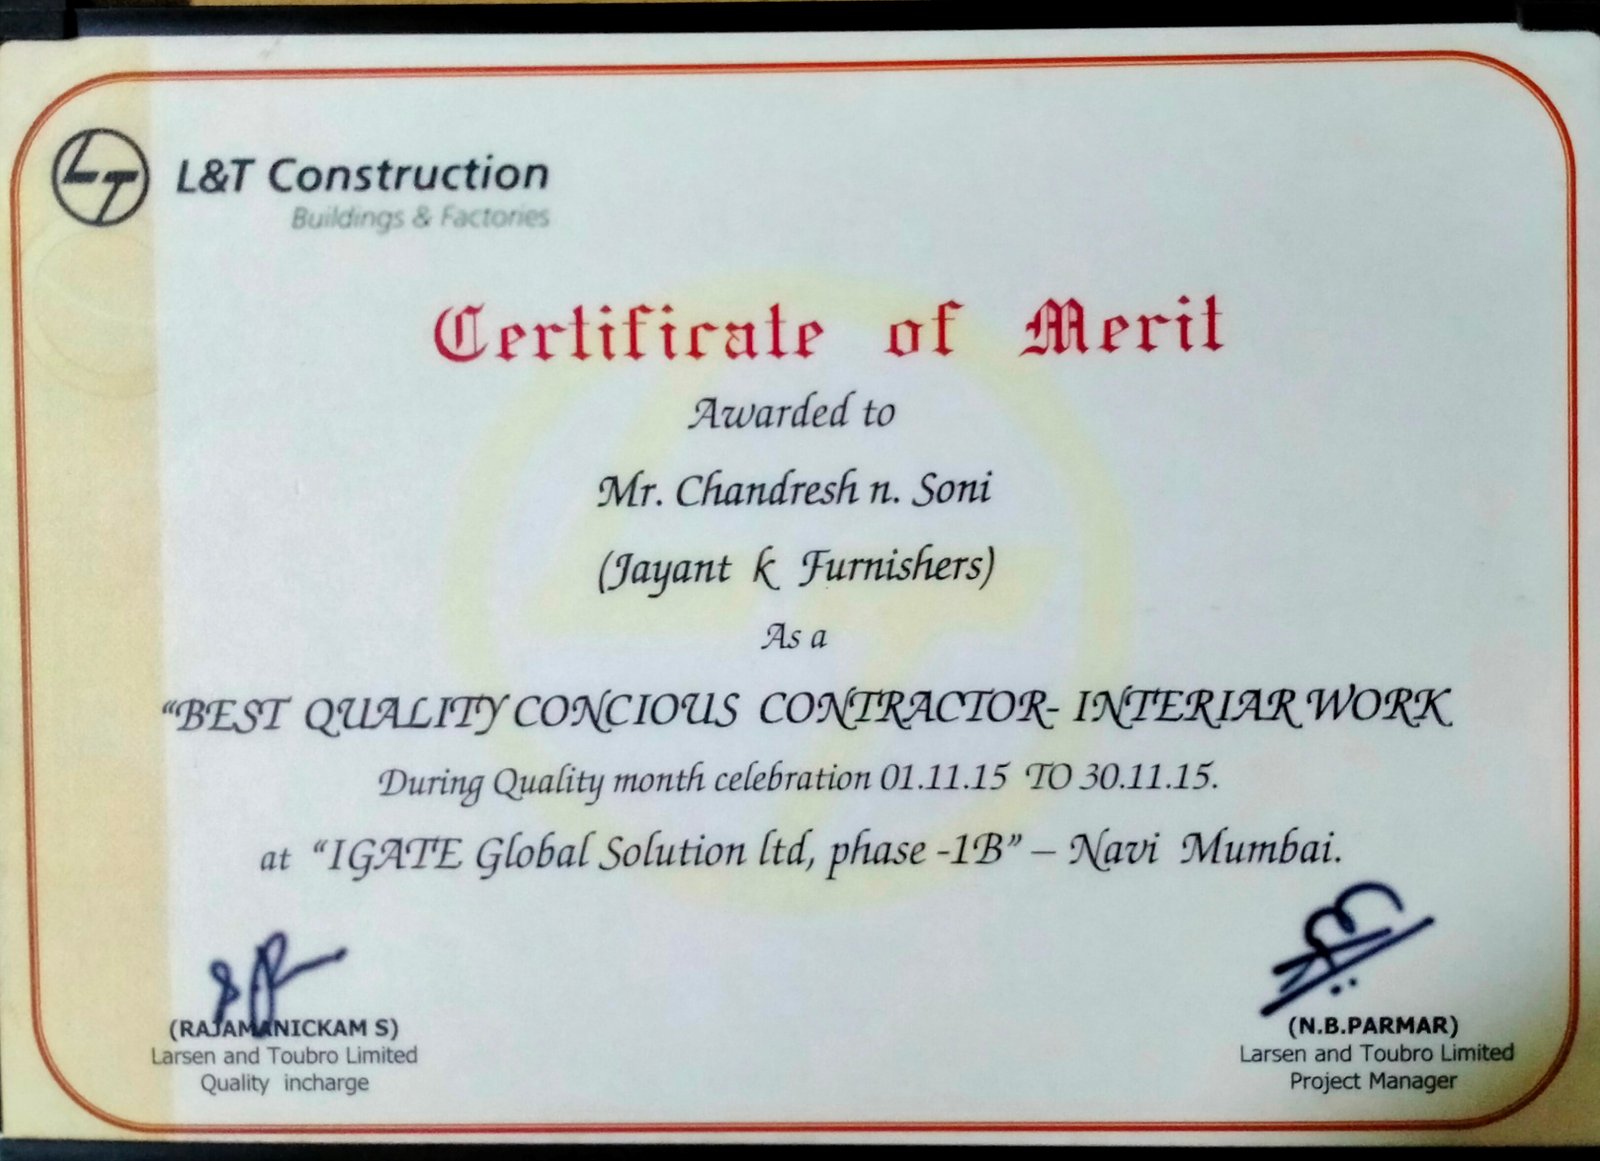 LT L&T Construction
Buildings & Factories
Certificate of Merit
Awarded to
Mr. Chandresh n. Soni
(Jayant k Furnishers)
As a
“BEST QUALITY CONCIOUS CONTRACTOR- INTERIAR WORK
During Quality month celebration 01.11.15 TO 30.11.15.
at “IGATE Global Solution ltd, phase -1B” – Navi Mumbai.
(RAJAMANICKAM S)
Larsen and Toubro Limited
Quality incharge
(N.B.PARMAR)
Larsen and Toubro Limited
Project Manager